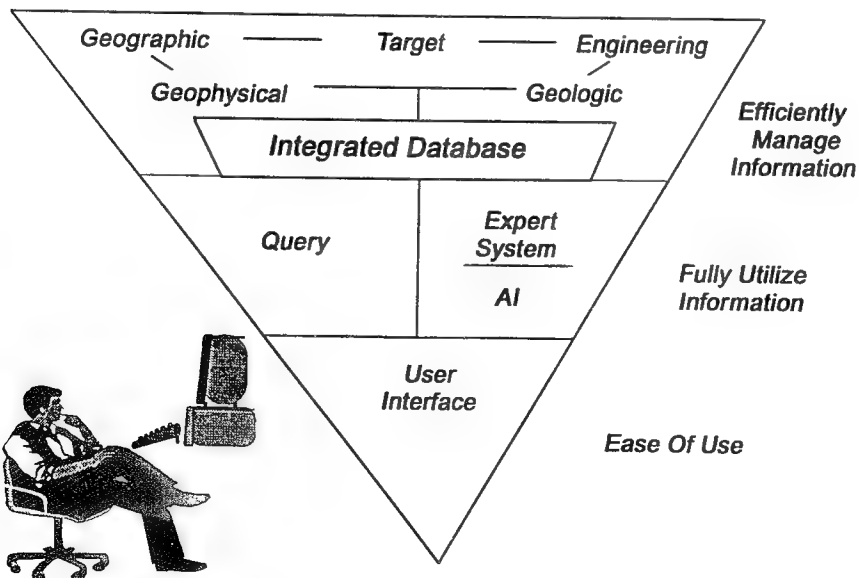 Geographic Target Engineering
Geophysical Geologic
Integrated Database
Efficiently
Manage
Information
Query
Expert
System
AI
Fully Utilize
Information
User
Interface
Ease Of Use